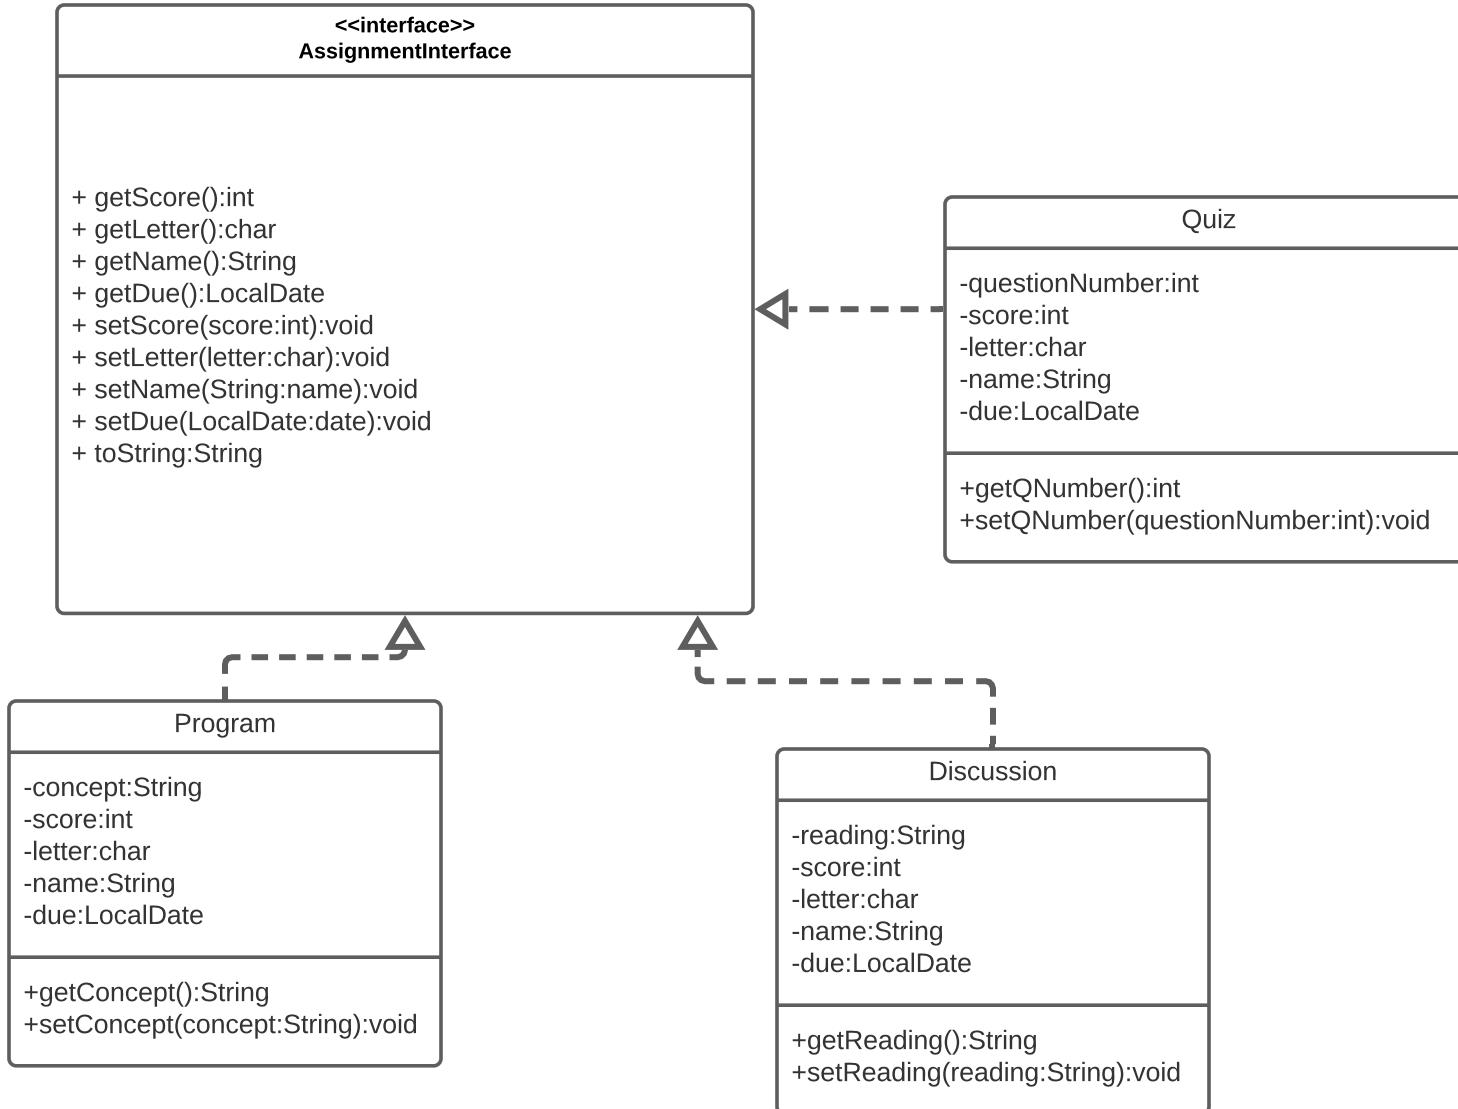 <<interface>>
AssignmentInterface
+ getScore():int
+ getLetter():char
+ getName():String
+ getDue():LocalDate
+ setScore(score:int):void
+ setLetter(letter:char):void
+ setName(String:name):void
+ setDue(LocalDate:date):void
+ toString:String
Quiz
-questionNumber:int
-score:int
-letter:char
-name:String
-due:LocalDate
+getQNumber():int
+setQNumber(questionNumber:int):void
Program
-concept:String
-score:int
-letter:char
-name:String
-due:LocalDate
+getConcept():String
+setConcept(concept:String):void
Discussion
-reading:String
-score:int
-letter:char
-name:String
-due:LocalDate
+getReading():String
+setReading(reading:String):void